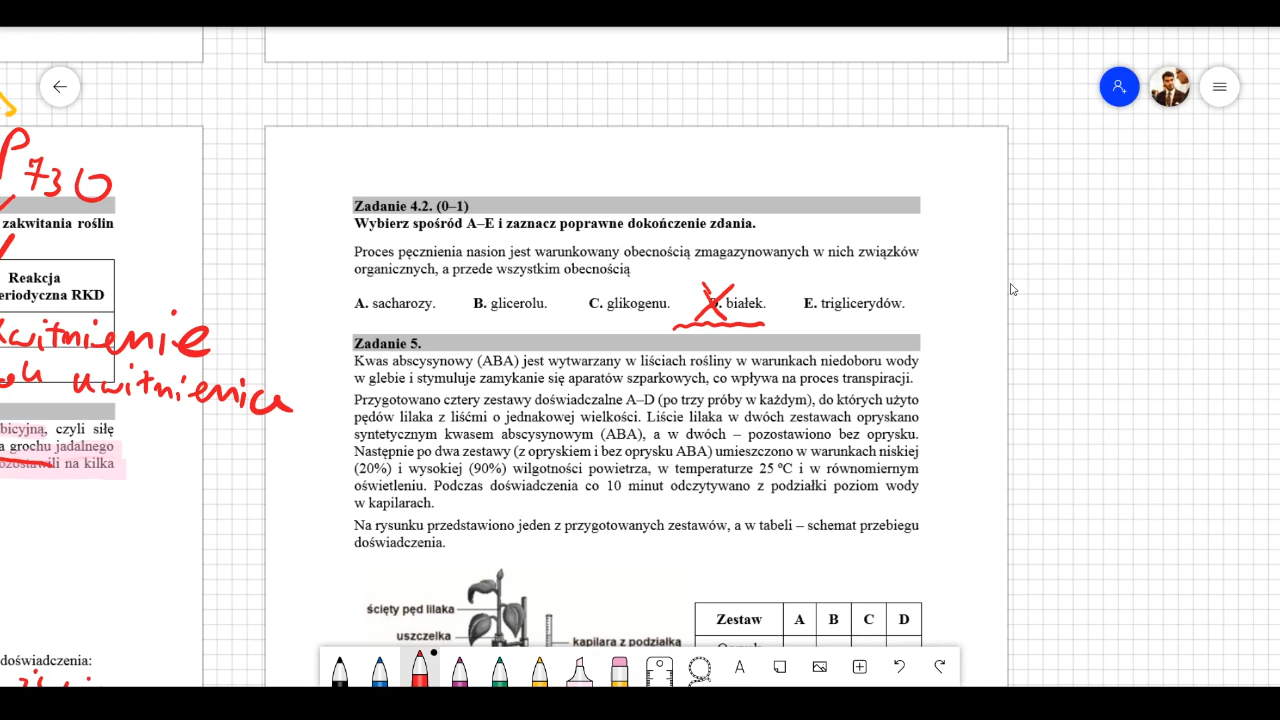 P730
zakwitania roślin
Reakcja
eriodyczna RKD
kwitnienie
kwitnienica
bicyjną, czyli siłę
a grochu jadalnego
ozostawili na kilka
doświadczenia:
Zadanie 4.2. (0–1)
Wybierz spośród A–E i zaznacz poprawne dokończenie zdania.
Proces pęcznienia nasion jest warunkowany obecnością zmagazynowanych w nich związków
organicznych, a przede wszystkim obecnością
A. sacharozy. B. glicerolu. C. glikogenu. D. białek. E. triglicerydów.
Zadanie 5.
Kwas abscysynowy (ABA) jest wytwarzany w liściach rośliny w warunkach niedoboru wody
w glebie i stymuluje zamykanie się aparatów szparkowych, co wpływa na proces transpiracji.
Przygotowano cztery zestawy doświadczalne A–D (po trzy próby w każdym), do których użyto
pędów lilaka z liśćmi o jednakowej wielkości. Liście lilaka w dwóch zestawach opryskano
syntetycznym kwasem abscysynowym (ABA), a w dwóch – pozostawiono bez oprysku.
Następnie po dwa zestawy (z opryskiem i bez oprysku ABA) umieszczono w warunkach niskiej
(20%) i wysokiej (90%) wilgotności powietrza, w temperaturze 25 ºC i w równomiernym
oświetleniu. Podczas doświadczenia co 10 minut odczytywano z podziałki poziom wody
w kapilarach.
Na rysunku przedstawiono jeden z przygotowanych zestawów, a w tabeli – schemat przebiegu
doświadczenia.
ścięty pęd lilaka
uszczelka
kapilara z podziałką
Zestaw A B C D